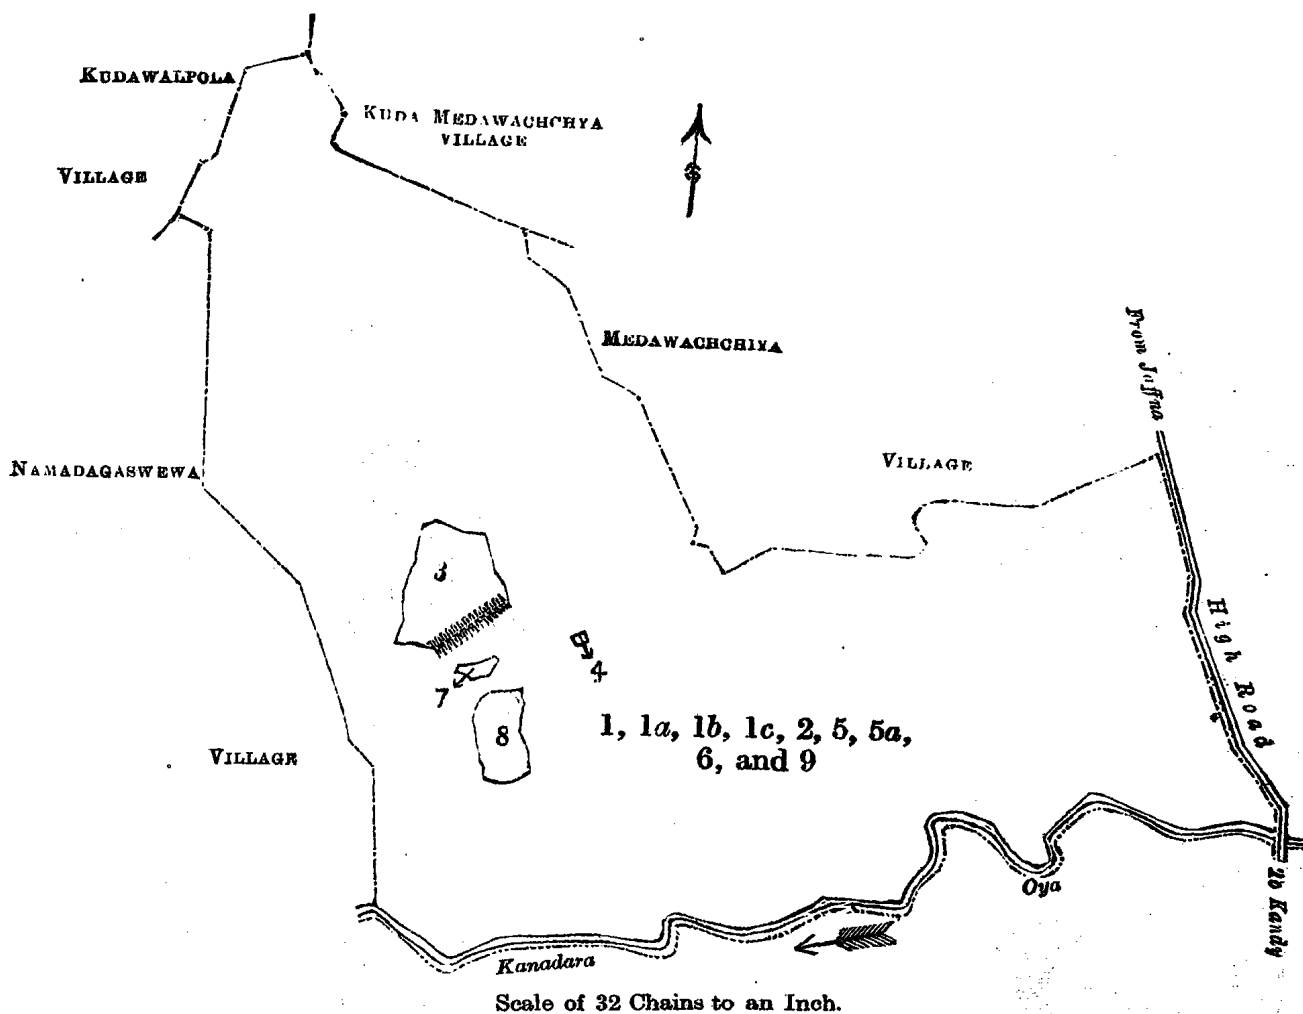 KUDAWALPOLA
KUDA MEDAWACHCHYA
VILLAGE
VILLAGE
MEDAWACHCHIYA
From Jaffna
VILLAGE
NAMADAGASWEWA
3
High Road
4
7
8
1, 1a, 1b, 1c, 2, 5, 5a,
6, and 9
VILLAGE
Oya
To Kandy
Kanadara
Scale of 32 Chains to an Inch.